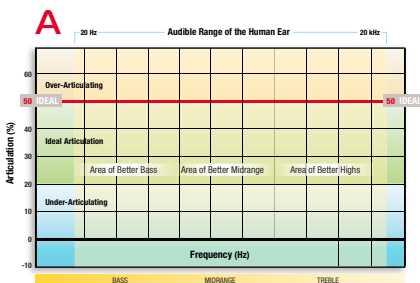 A
20 Hz Audible Range of the Human Ear 20 kHz
60
Over-Articulating
50 IDEAL 50 IDEAL
40
Ideal Articulation
30
Area of Better Bass Area of Better Midrange Area of Better Highs
20
Under-Articulating
10
0
Frequency (Hz)
-10
Articulation (%)
BASS MIDRANGE TREBLE